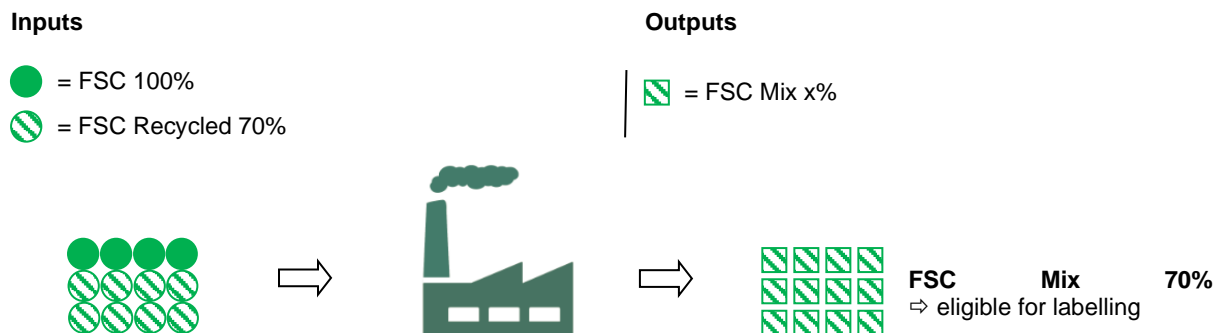 Inputs
Outputs
= FSC 100%
= FSC Mix x%
= FSC Recycled 70%
FSC Mix 70%
⇨ eligible for labelling